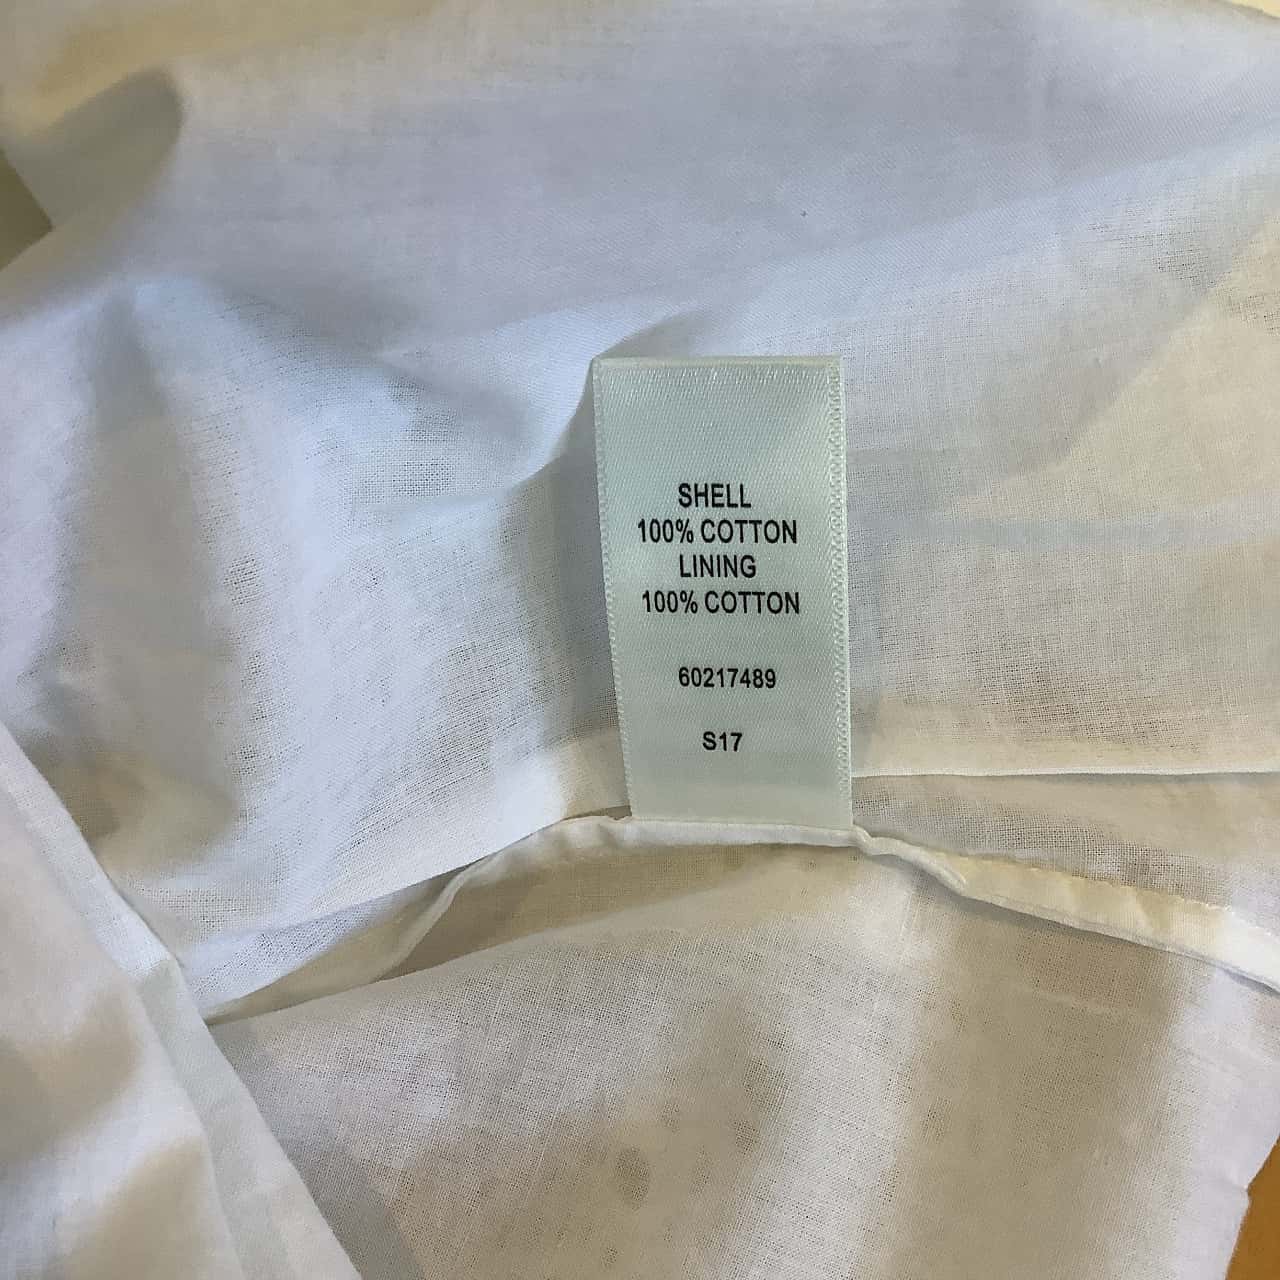 SHELL
100% COTTON
LINING
100% COTTON
60217489
S17